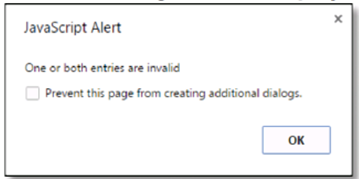 JavaScript Alert
One or both entries are invalid
Prevent this page from creating additional dialogs.
OK